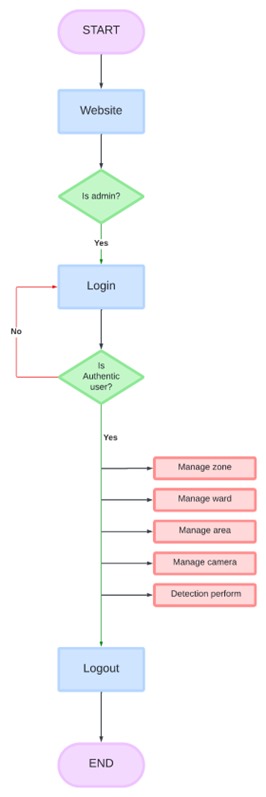 START
Website
Is admin?
Yes
Login
No
Is
Authentic
user?
Yes
Manage zone
Manage ward
Manage area
Manage camera
Detection perform
Logout
END